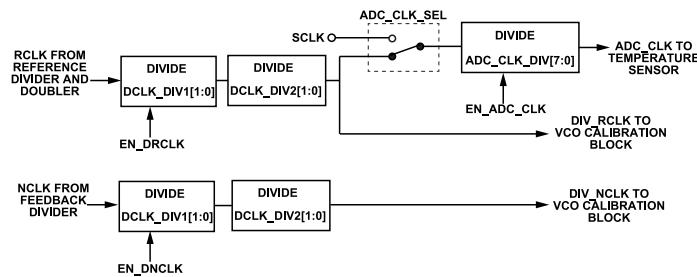 ADC_CLK_SEL
SCLK
RCLK FROM
REFERENCE
DIVIDER AND
DOUBLER
DIVIDE
DCLK_DIV1[1:0]
DIVIDE
DCLK_DIV2[1:0]
DIVIDE
ADC_CLK_DIV[7:0]
ADC_CLK TO
TEMPERATURE
SENSOR
EN_DRCLK
EN_ADC_CLK
DIV_RCLK TO
VCO CALIBRATION
BLOCK
NCLK FROM
FEEDBACK
DIVIDER
DIVIDE
DCLK_DIV1[1:0]
DIVIDE
DCLK_DIV2[1:0]
DIV_NCLK TO
VCO CALIBRATION
BLOCK
EN_DNCLK